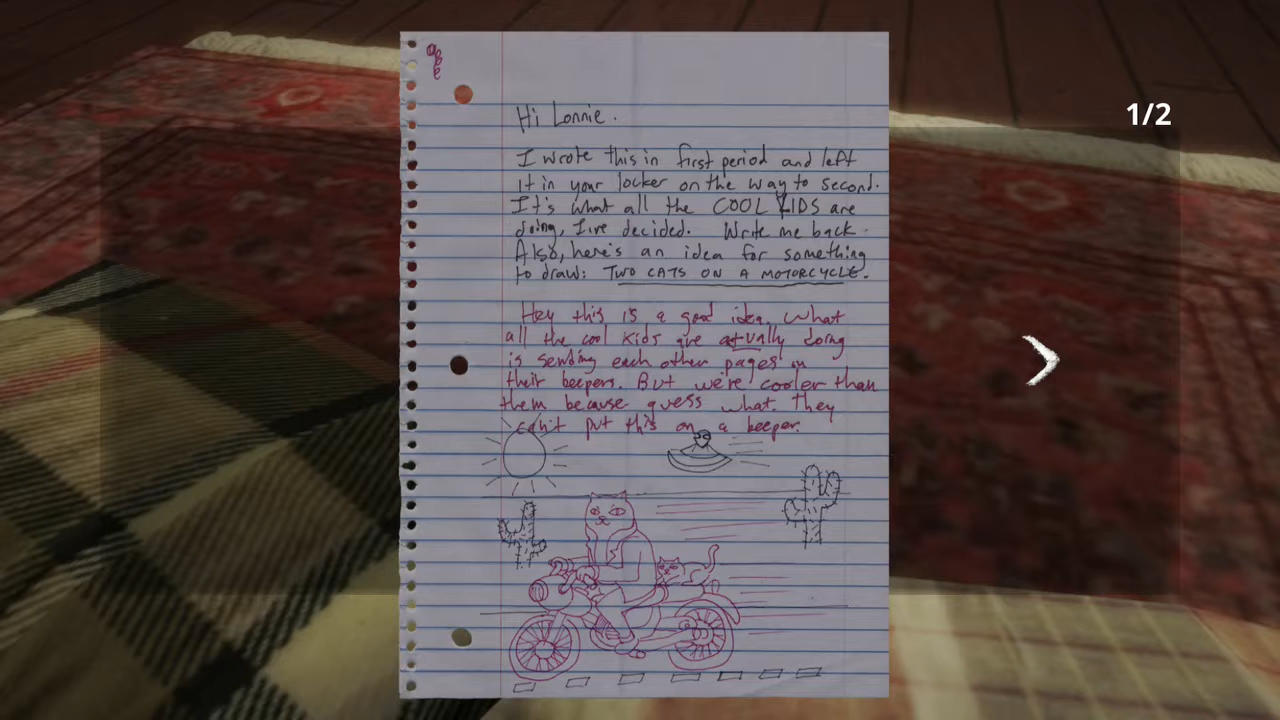 1/2
Hi Lonnie.
I wrote this in first period and left
it in your locker on the way to second.
It's what all the COOL KIDS are
doing, I've decided. Write me back.
Also, here's an idea for something
to draw: TWO CATS ON A MOTORCYCLE.
Hey this is a good idea. What
all the cool kids are actually doing
is sending each other pages on
their beepers. But we're cooler than
them because guess what. They
can't put this on a beeper.